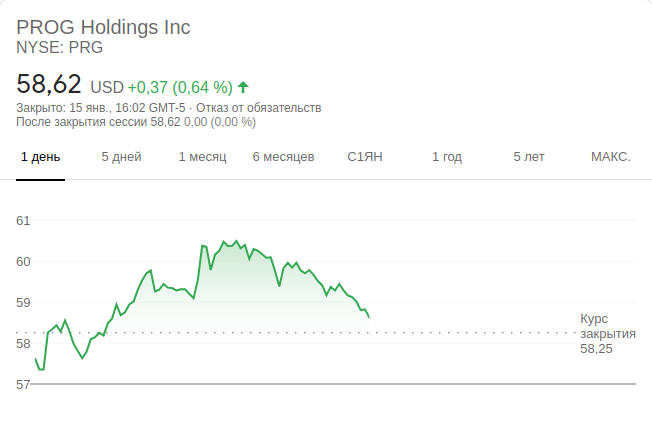 PROG Holdings Inc
NYSE: PRG
58,62 USD +0,37 (0,64 %)
Закрыто: 15 янв., 16:02 GMT-5 · Отказ от обязательств
После закрытия сессии 58,62 0,00 (0,00 %)
1 день 5 дней 1 месяц 6 месяцев С1ЯН 1 год 5 лет МАКС.
61
60
59
58
57
Курс
закрытия
58,25